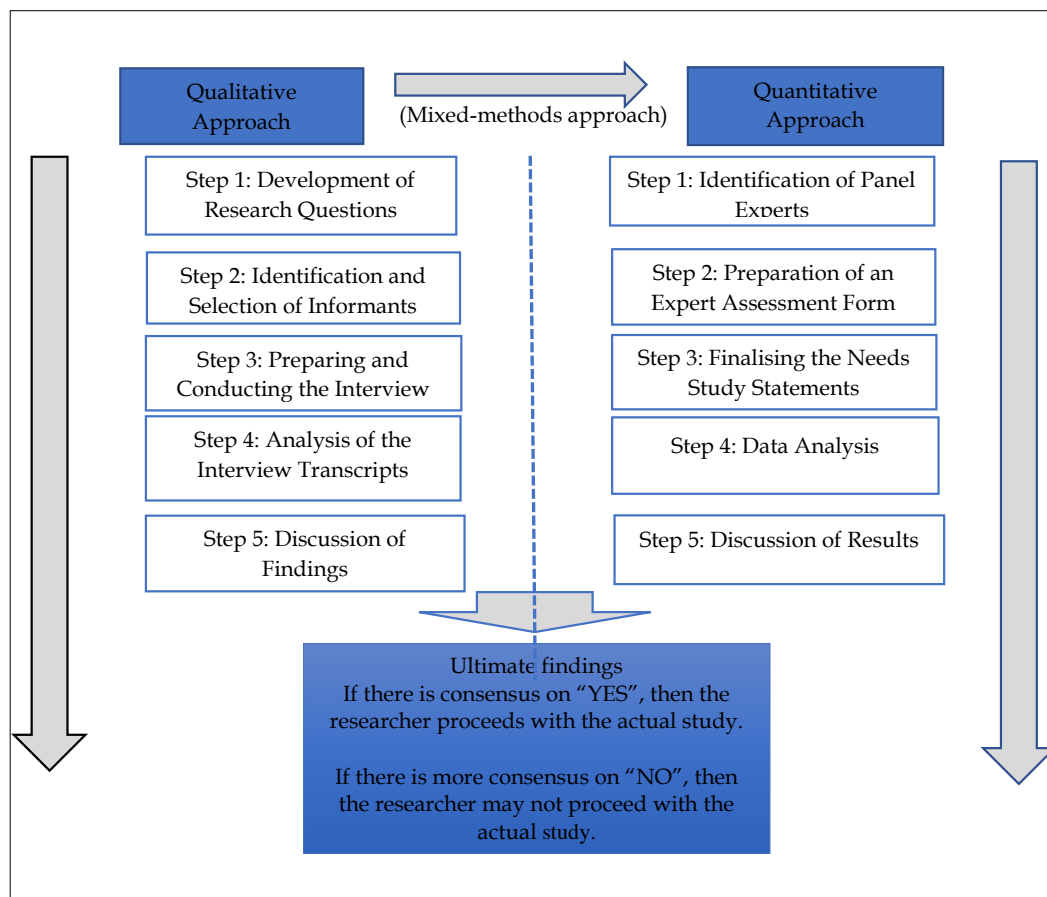 Qualitative
Approach
(Mixed-methods approach)
Quantitative
Approach
Step 1: Development of
Research Questions
Step 2: Identification and
Selection of Informants
Step 3: Preparing and
Conducting the Interview
Step 4: Analysis of the
Interview Transcripts
Step 5: Discussion of
Findings
Step 1: Identification of Panel
Experts
Step 2: Preparation of an
Expert Assessment Form
Step 3: Finalising the Needs
Study Statements
Step 4: Data Analysis
Step 5: Discussion of Results
Ultimate findings
If there is consensus on “YES”, then the
researcher proceeds with the actual study.
If there is more consensus on “NO”, then
the researcher may not proceed with the
actual study.